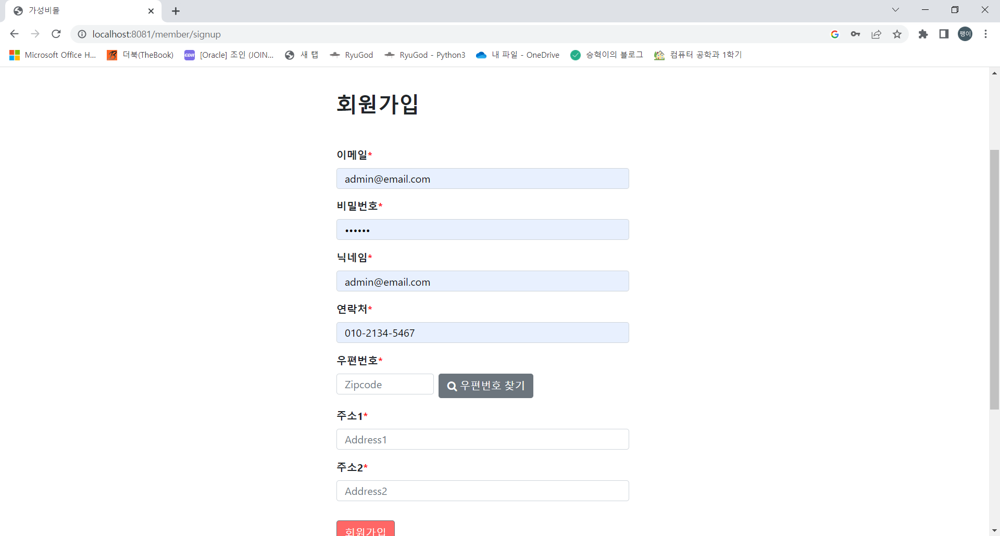 가성비몰
localhost:8081/member/signup
팽이
Microsoft Office H... 더북(TheBook) GDH [Oracle] 조인 (JOIN... 새 탭 RyuGod RyuGod - Python3 내 파일 - OneDrive 승혁이의 블로그 컴퓨터 공학과 1학기
회원가입
이메일*
admin@email.com
비밀번호*
••••••
닉네임*
admin@email.com
연락처*
010-2134-5467
우편번호*
Zipcode 우편번호 찾기
주소1*
Address1
주소2*
Address2
회원가입